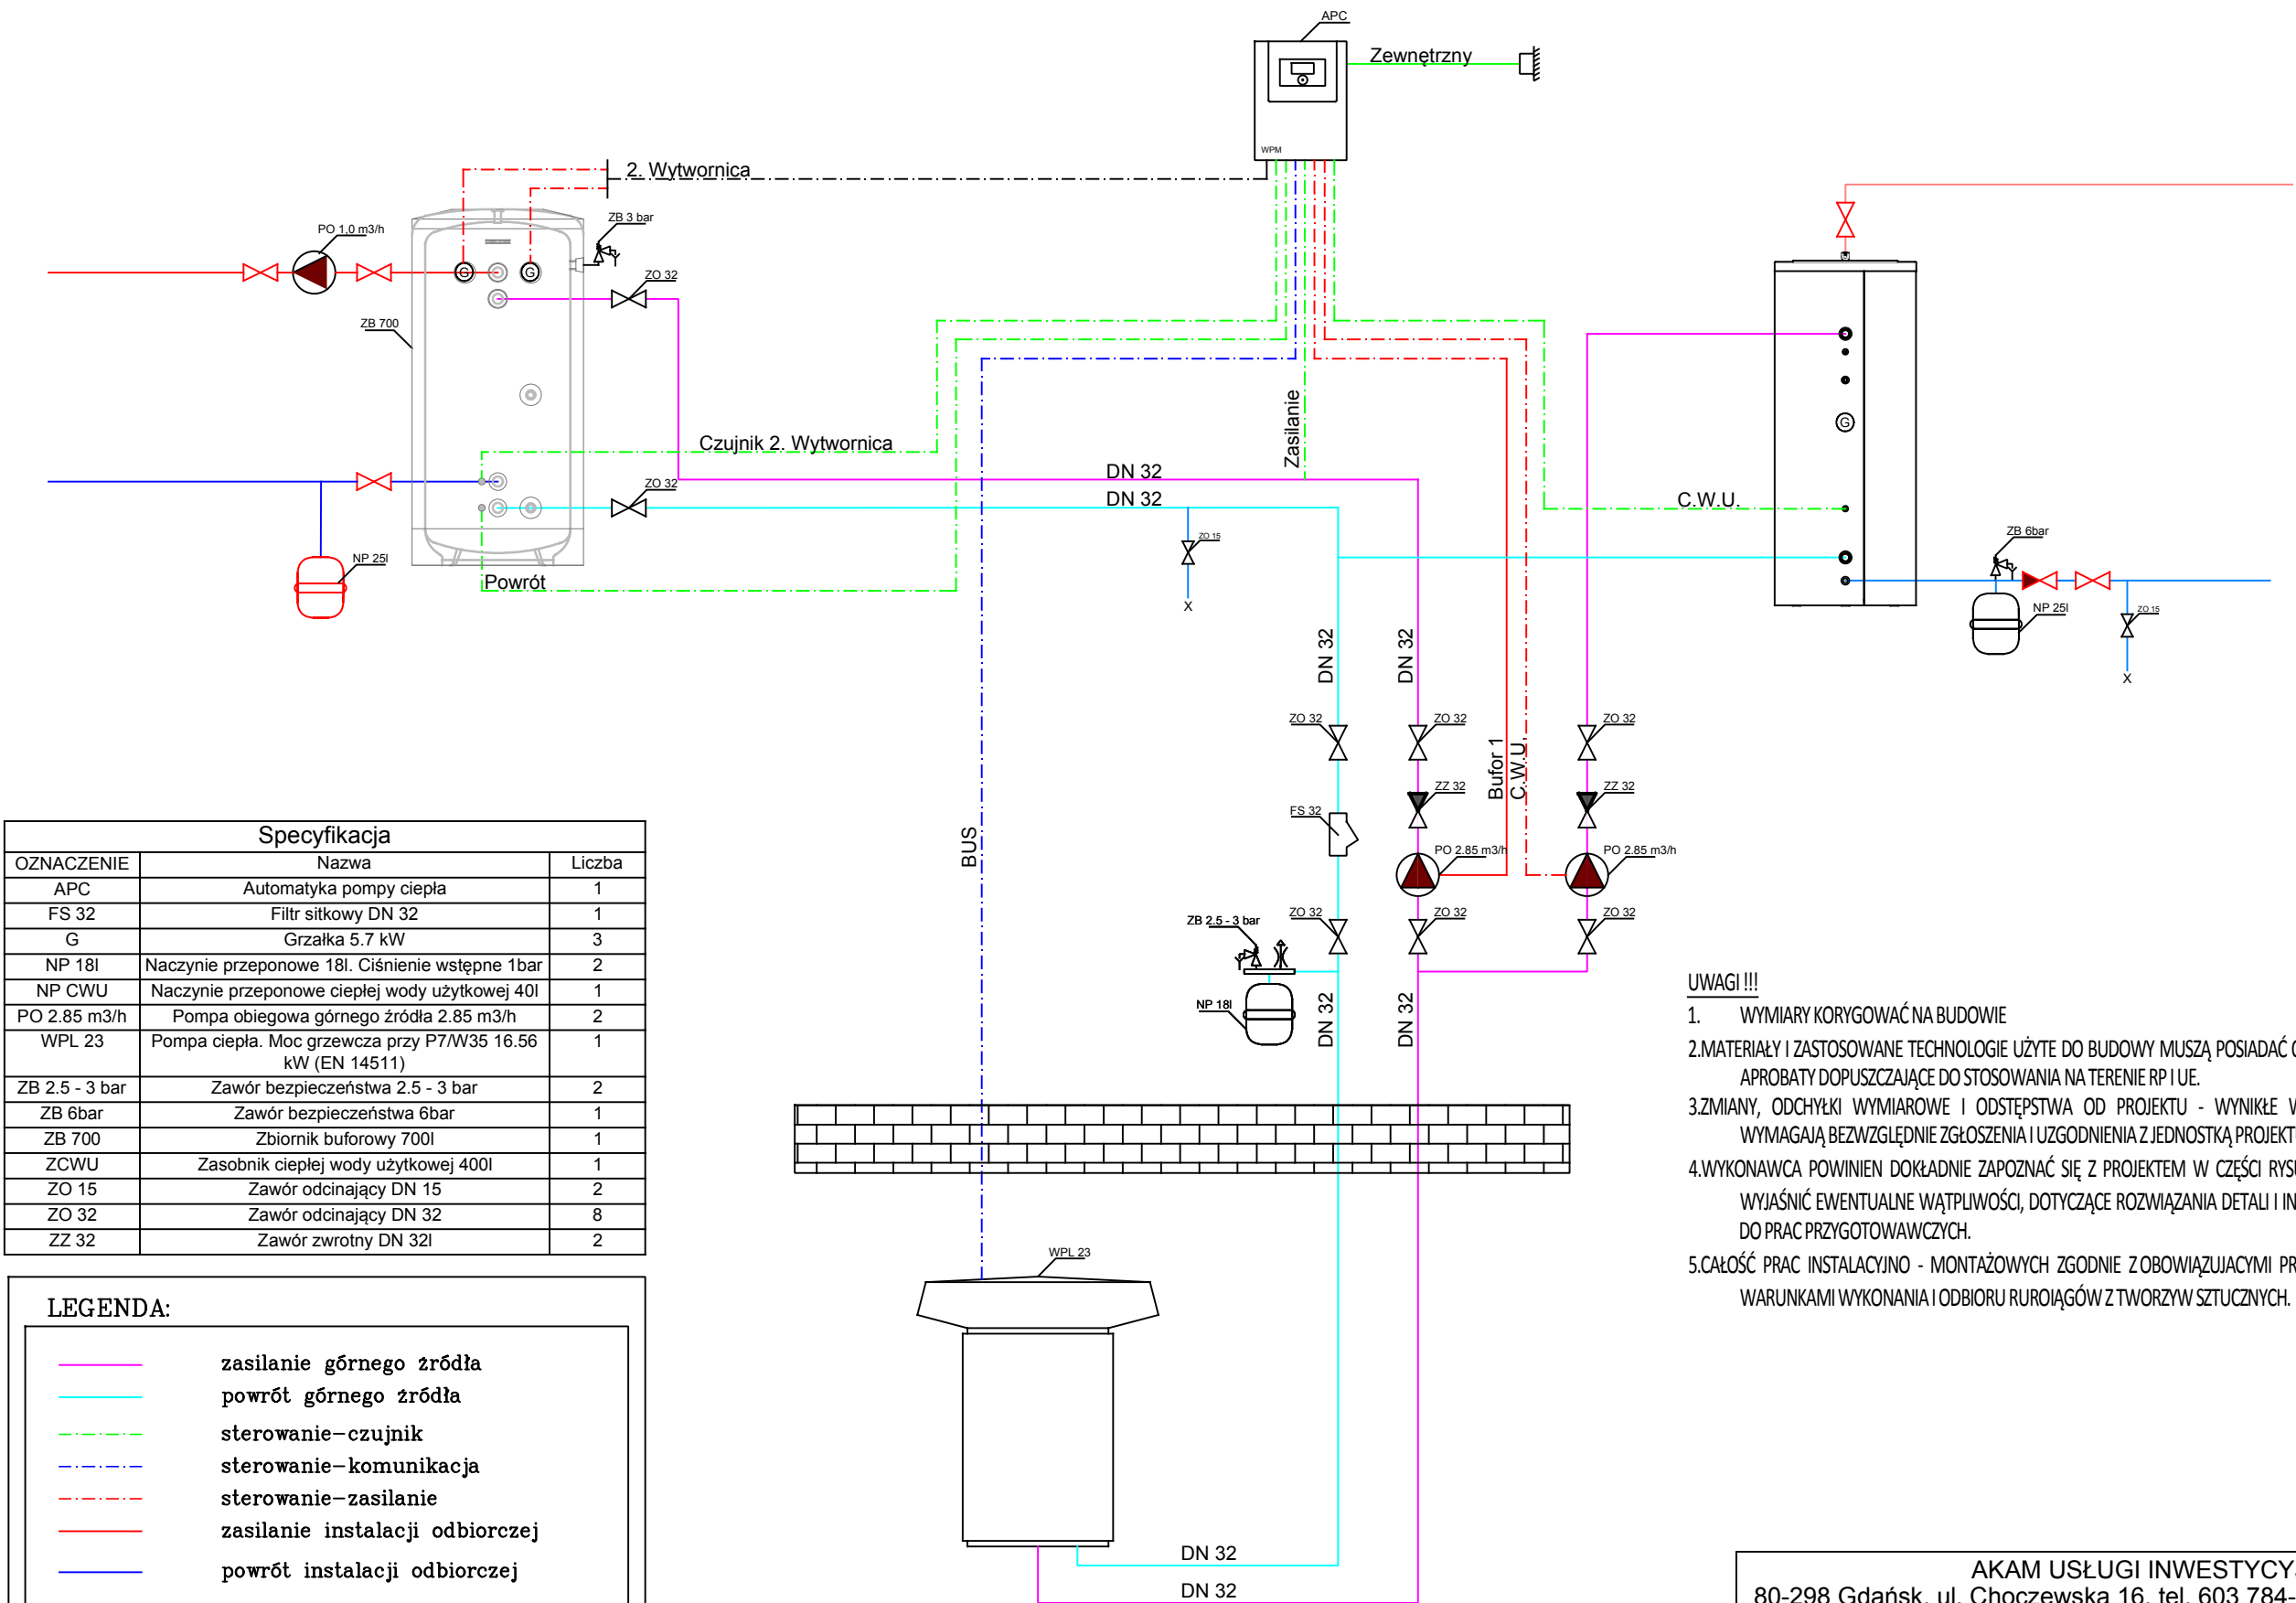 APC
Zewnętrzny
WPM
2. Wytwornica
PO 1,0 m3/h
ZB 3 bar
G
G
ZO 32
ZB 700
Czujnik 2. Wytwornica
ZO 32
NP 25l
Powrót
Zasilanie
DN 32
DN 32
ZO 15
X
C.W.U.
G
ZB 6bar
NP 25l
ZO 15
X
DN 32
DN 32
ZO 32
ZO 32
ZO 32
Bufor 1
C.W.U.
ZZ 32
ZZ 32
FS 32
PO 2.85 m3/h
PO 2.85 m3/h
BUS
ZB 2.5 - 3 bar
ZO 32
ZO 32
ZO 32
NP 18l
DN 32
DN 32
WPL 23
DN 32
DN 32
Specyfikacja
OZNACZENIE Nazwa Liczba
APC Automatyka pompy ciepła 1
FS 32 Filtr sitkowy DN 32 1
G Grzałka 5.7 kW 3
NP 18l Naczynie przeponowe 18l. Ciśnienie wstępne 1bar 2
NP CWU Naczynie przeponowe ciepłej wody użytkowej 40l 1
PO 2.85 m3/h Pompa obiegowa górnego źródła 2.85 m3/h 2
WPL 23 Pompa ciepła. Moc grzewcza przy P7/W35 16.56 1
kW (EN 14511)
ZB 2.5 - 3 bar Zawór bezpieczeństwa 2.5 - 3 bar 2
ZB 6bar Zawór bezpieczeństwa 6bar 1
ZB 700 Zbiornik buforowy 700l 1
ZCWU Zasobnik ciepłej wody użytkowej 400l 1
ZO 15 Zawór odcinający DN 15 2
ZO 32 Zawór odcinający DN 32 8
ZZ 32 Zawór zwrotny DN 32l 2
LEGENDA:
zasilanie górnego źródła
powrót górnego źródła
sterowanie-czujnik
sterowanie-komunikacja
sterowanie-zasilanie
zasilanie instalacji odbiorczej
powrót instalacji odbiorczej
UWAGI !!!
1. WYMIARY KORYGOWAĆ NA BUDOWIE
2.MATERIAŁY I ZASTOSOWANE TECHNOLOGIE UŻYTE DO BUDOWY MUSZĄ POSIADAĆ
APROBATY DOPUSZCZAJĄCE DO STOSOWANIA NA TERENIE RP I UE.
3.ZMIANY, ODCHYŁKI WYMIAROWE I ODSTĘPSTWA OD PROJEKTU - WYNIKŁE W
WYMAGAJĄ BEZWZGLĘDNIE ZGŁOSZENIA I UZGODNIENIA Z JEDNOSTKĄ PROJEKT
4.WYKONAWCA POWINIEN DOKŁADNIE ZAPOZNAĆ SIĘ Z PROJEKTEM W CZĘŚCI RYSU
WYJAŚNIĆ EWENTUALNE WĄTPLIWOŚCI, DOTYCZĄCE ROZWIĄZANIA DETALI I IN
DO PRAC PRZYGOTOWAWCZYCH.
5.CAŁOŚĆ PRAC INSTALACYJNO - MONTAŻOWYCH ZGODNIE Z OBOWIĄZUJACYMI PR
WARUNKAMI WYKONANIA I ODBIORU RUROIĄGÓW Z TWORZYW SZTUCZNYCH.
AKAM USŁUGI INWESTYCY
80-298 Gdańsk, ul. Choczewska 16, tel. 603 784-